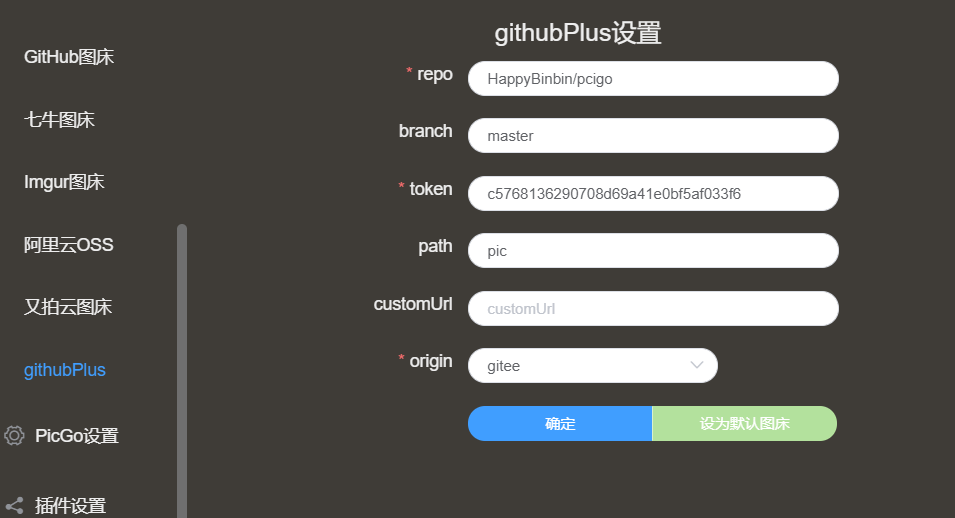 githubPlus设置
GitHub图床
七牛图床
Imgur图床
阿里云OSS
又拍云图床
githubPlus
PicGo设置
插件设置
* repo
HappyBinbin/pcigo
branch
master
* token
c5768136290708d69a41e0bf5af033f6
path
pic
customUrl
customUrl
* origin
gitee
确定
设为默认图床